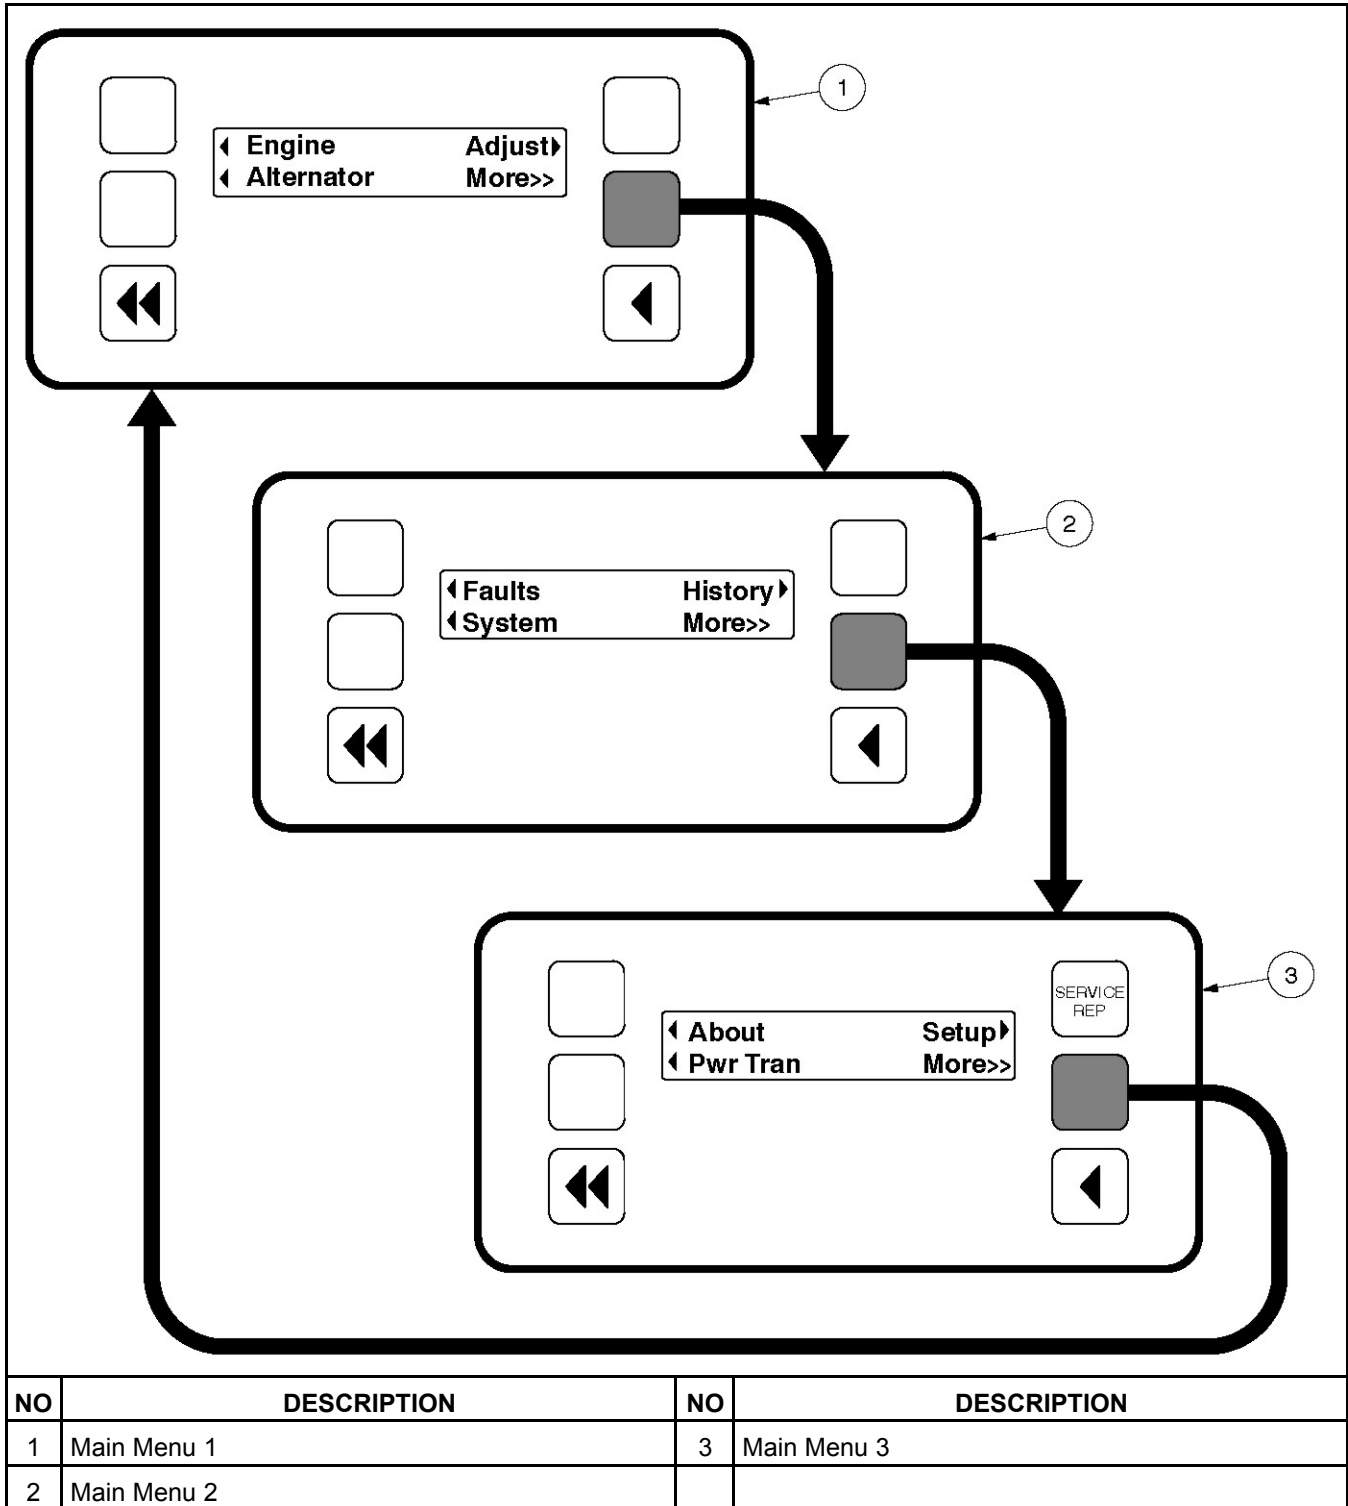 1
Engine Adjust
Alternator More>>
2
Faults History
System More>>
3
SERVICE
REP
About Setup
Pwr Tran More>>
NO DESCRIPTION NO DESCRIPTION
1 Main Menu 1 3 Main Menu 3
2 Main Menu 2